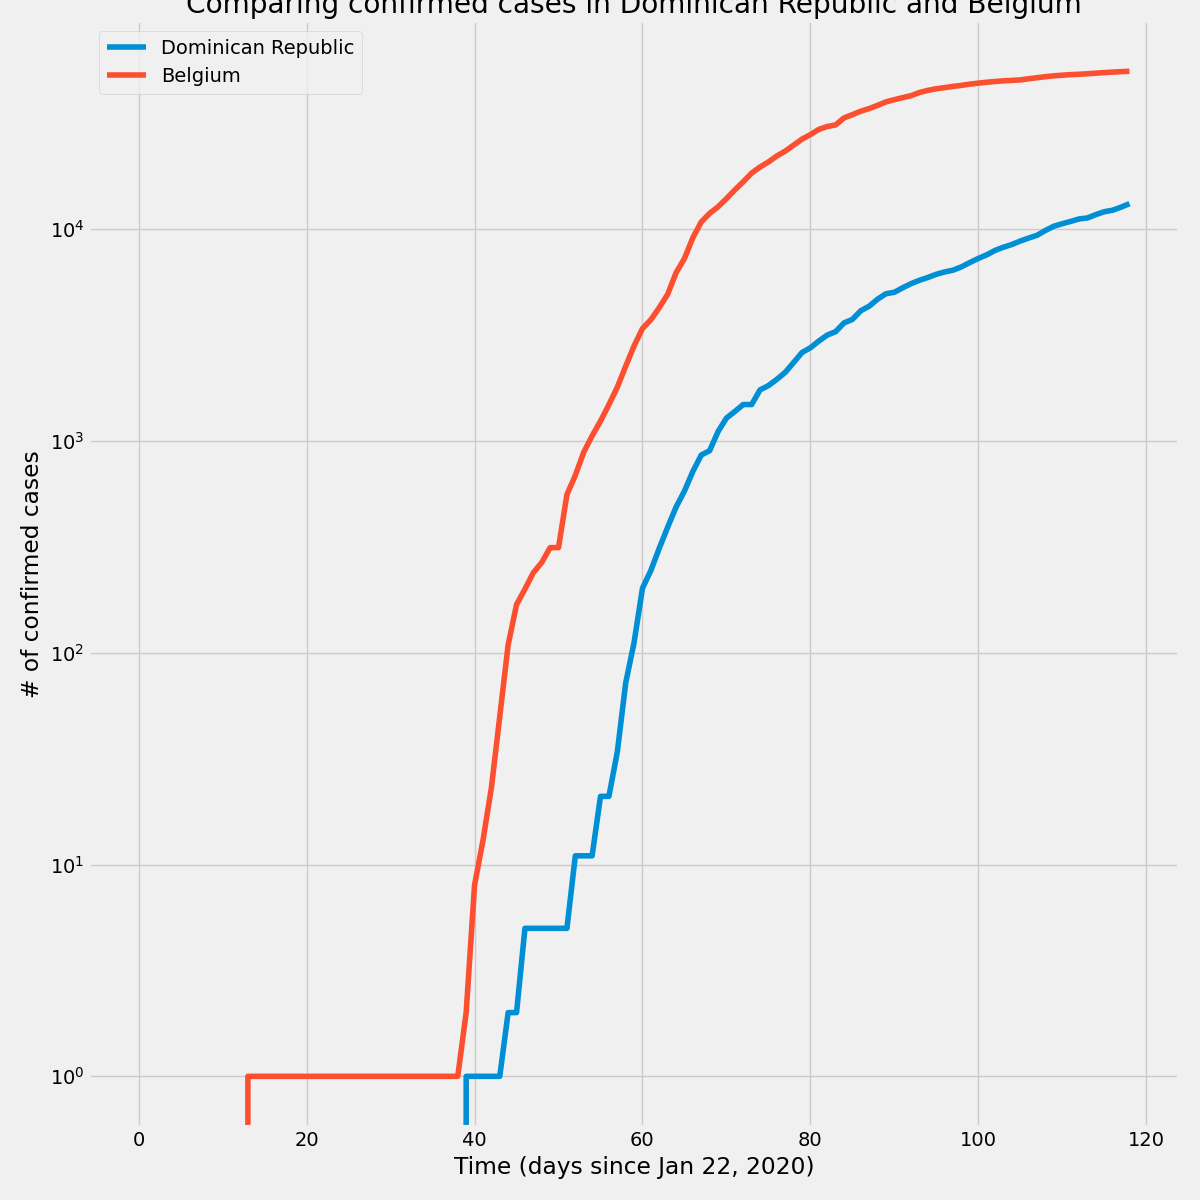 Comparing confirmed cases in Dominican Republic and Belgium
Dominican Republic
Belgium
# of confirmed cases
10⁴
10³
10²
10¹
10⁰
0 20 40 60 80 100 120
Time (days since Jan 22, 2020)